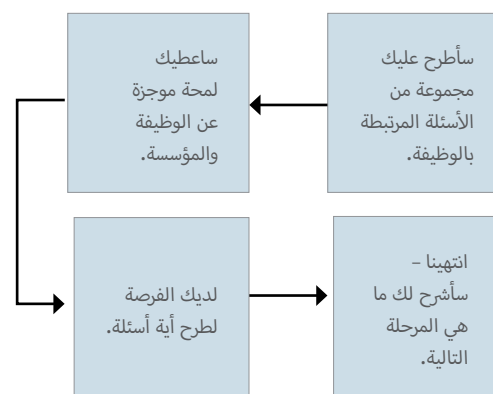 سأطرح عليك
مجموعة من
الأسئلة المرتبطة
بالوظيفة.
ساعطيك
لمحة موجزة
عن الوظيفة
والمؤسسة.
لديك الفرصة
لطرح أية أسئلة.
انتهينا –
سأشرح لك ما
هي المرحلة
التالية.